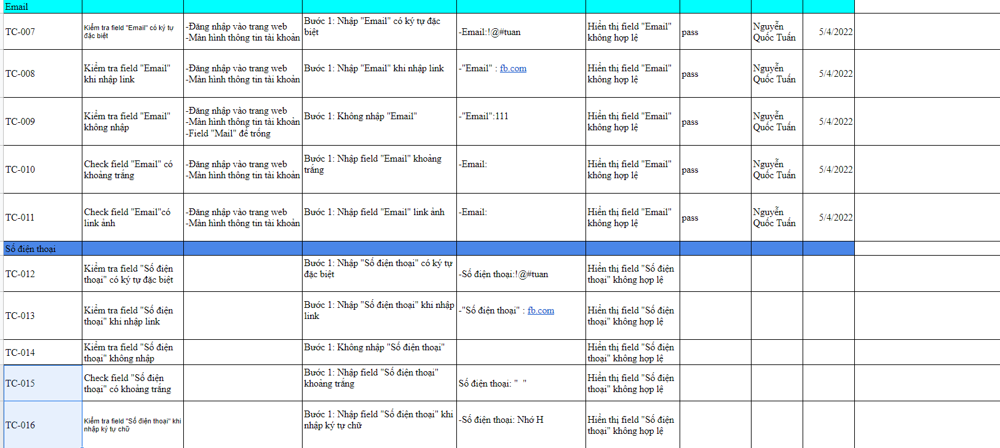 Email
TC-007
Kiểm tra field "Email" có ký tự
đặc biệt
-Đăng nhập vào trang web
-Màn hình thông tin tài khoản
Bước 1: Nhập "Email" có ký tự đặc
biệt
-Email:!@#tuan
Hiển thị field "Email"
không hợp lệ
pass
Nguyễn
Quốc Tuấn
5/4/2022
TC-008
Kiểm tra field "Email"
khi nhập link
-Đăng nhập vào trang web
-Màn hình thông tin tài khoản
Bước 1: Nhập "Email" khi nhập link
-"Email" : fb.com
Hiển thị field "Email"
không hợp lệ
pass
Nguyễn
Quốc Tuấn
5/4/2022
TC-009
Kiểm tra field "Email"
không nhập
-Đăng nhập vào trang web
-Màn hình thông tin tài khoản
-Field "Mail" để trống
Bước 1: Không nhập "Email"
-"Email":111
Hiển thị field "Email"
không hợp lệ
pass
Nguyễn
Quốc Tuấn
5/4/2022
TC-010
Check field "Email" có
khoảng trắng
-Đăng nhập vào trang web
-Màn hình thông tin tài khoản
Bước 1: Nhập field "Email" khoảng
trắng
-Email:
Hiển thị field "Email"
không hợp lệ
pass
Nguyễn
Quốc Tuấn
5/4/2022
TC-011
Check field "Email"có
link ảnh
-Đăng nhập vào trang web
-Màn hình thông tin tài khoản
Bước 1: Nhập field "Email" link ảnh
-Email:
Hiển thị field "Email"
không hợp lệ
pass
Nguyễn
Quốc Tuấn
5/4/2022
Số điện thoại
TC-012
Kiểm tra field "Số điện
thoại" có ký tự đặc biệt
Bước 1: Nhập "Số điện thoại" có ký tự
đặc biệt
-Số điện thoại:!@#tuan
Hiển thị field "Số điện
thoại" không hợp lệ
TC-013
Kiểm tra field "Số điện
thoại" khi nhập link
Bước 1: Nhập "Số điện thoại" khi nhập
link
-"Số điện thoại" : fb.com
Hiển thị field "Số điện
thoại" không hợp lệ
TC-014
Kiểm tra field "Số điện
thoại" không nhập
Bước 1: Không nhập "Số điện thoại"
Hiển thị field "Số điện
thoại" không hợp lệ
TC-015
Check field "Số điện
thoại" có khoảng trắng
Bước 1: Nhập field "Số điện thoại"
khoảng trắng
Số điện thoại: "  "
Hiển thị field "Số điện
thoại" không hợp lệ
TC-016
Kiểm tra field "Số điện thoại" khi
nhập ký tự chữ
Bước 1: Nhập field "Số điện thoại" khi
nhập ký tự chữ
-Số điện thoại: Nhớ H
Hiển thị field "Số điện
thoại" không hợp lệ